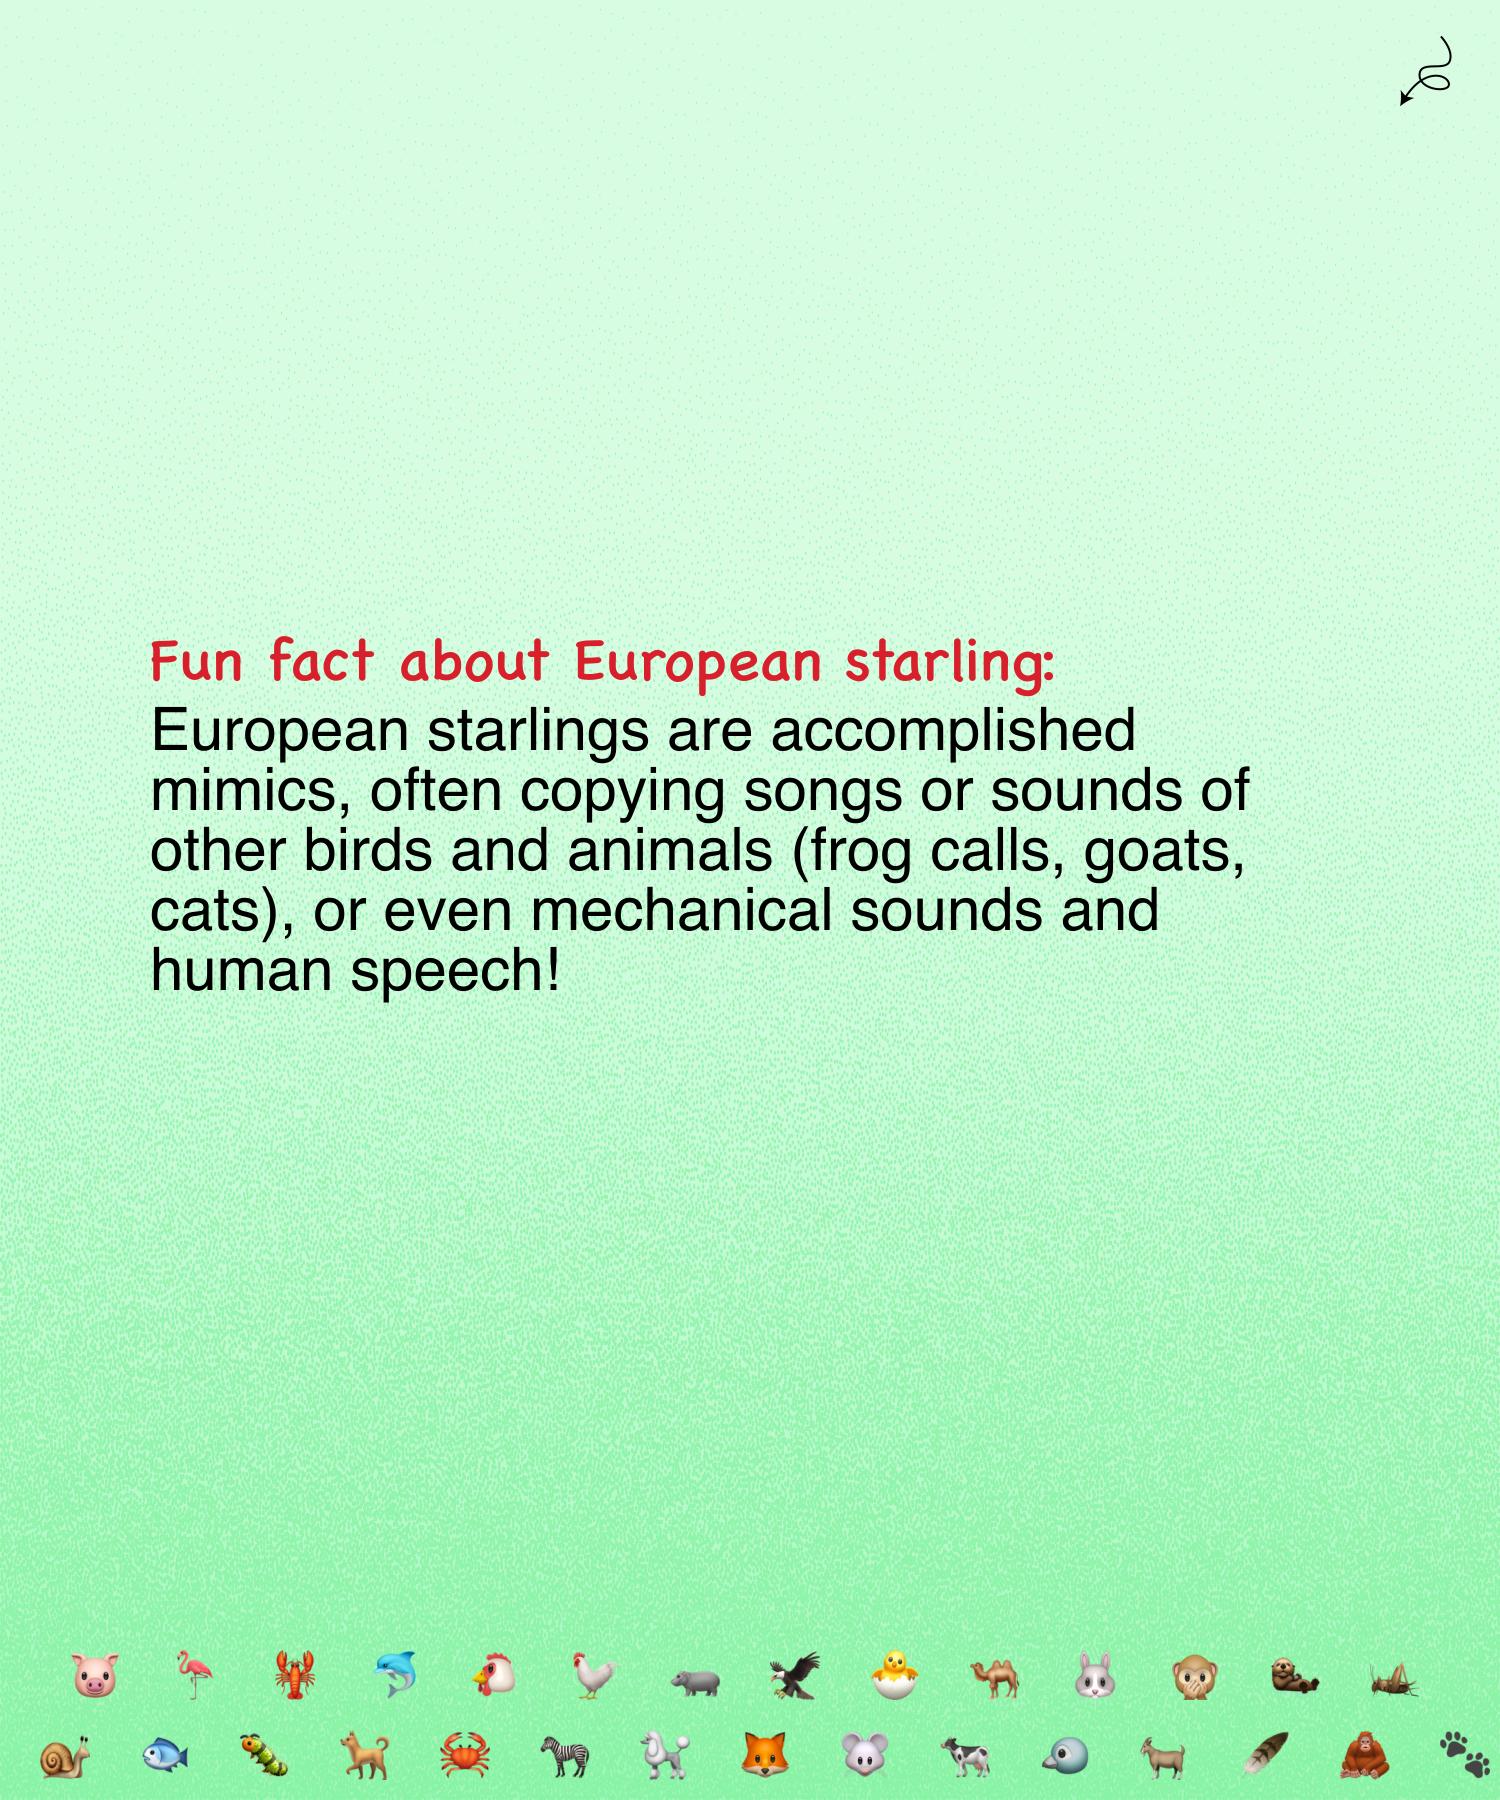 Fun fact about European starling:
European starlings are accomplished
mimics, often copying songs or sounds of
other birds and animals (frog calls, goats,
cats), or even mechanical sounds and
human speech!